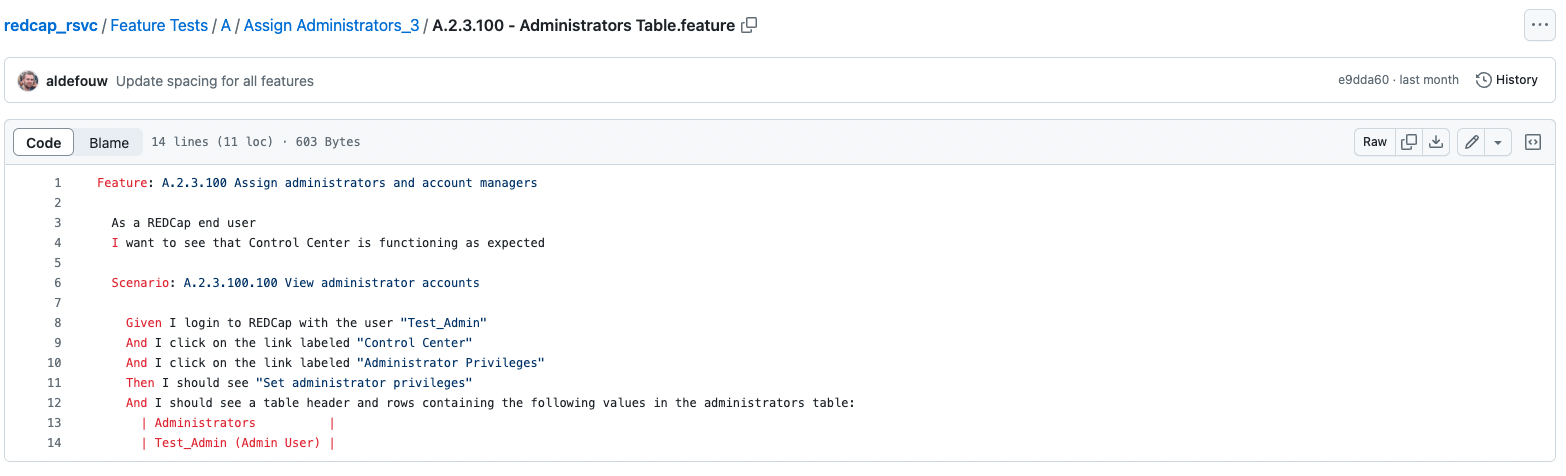 redcap_rsvc / Feature Tests / A / Assign Administrators_3 / A.2.3.100 - Administrators Table.feature
aldefouw Update spacing for all features e9dda60 · last month History
Code Blame 14 lines (11 loc) · 603 Bytes Raw
1 Feature: A.2.3.100 Assign administrators and account managers
2
3 As a REDCap end user
4 I want to see that Control Center is functioning as expected
5
6 Scenario: A.2.3.100.100 View administrator accounts
7
8 Given I login to REDCap with the user "Test_Admin"
9 And I click on the link labeled "Control Center"
10 And I click on the link labeled "Administrator Privileges"
11 Then I should see "Set administrator privileges"
12 And I should see a table header and rows containing the following values in the administrators table:
13 | Administrators |
14 | Test_Admin (Admin User) |